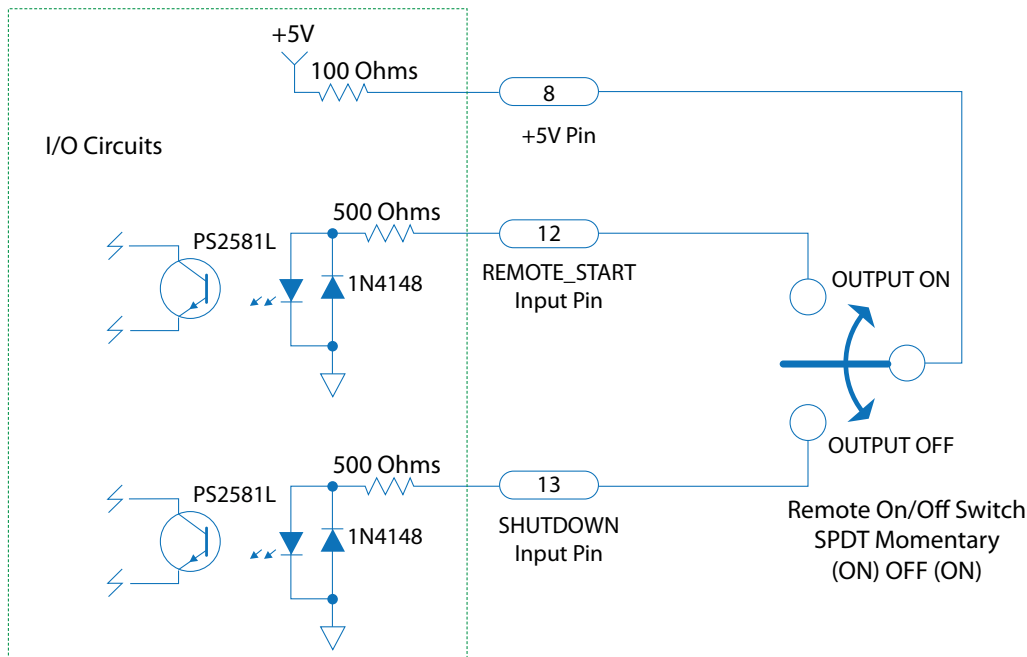 +5V
100 Ohms
8
+5V Pin
I/O Circuits
500 Ohms
PS2581L
12
1N4148
REMOTE_START
Input Pin
OUTPUT ON
OUTPUT OFF
500 Ohms
PS2581L
13
1N4148
SHUTDOWN
Input Pin
Remote On/Off Switch
SPDT Momentary
(ON) OFF (ON)